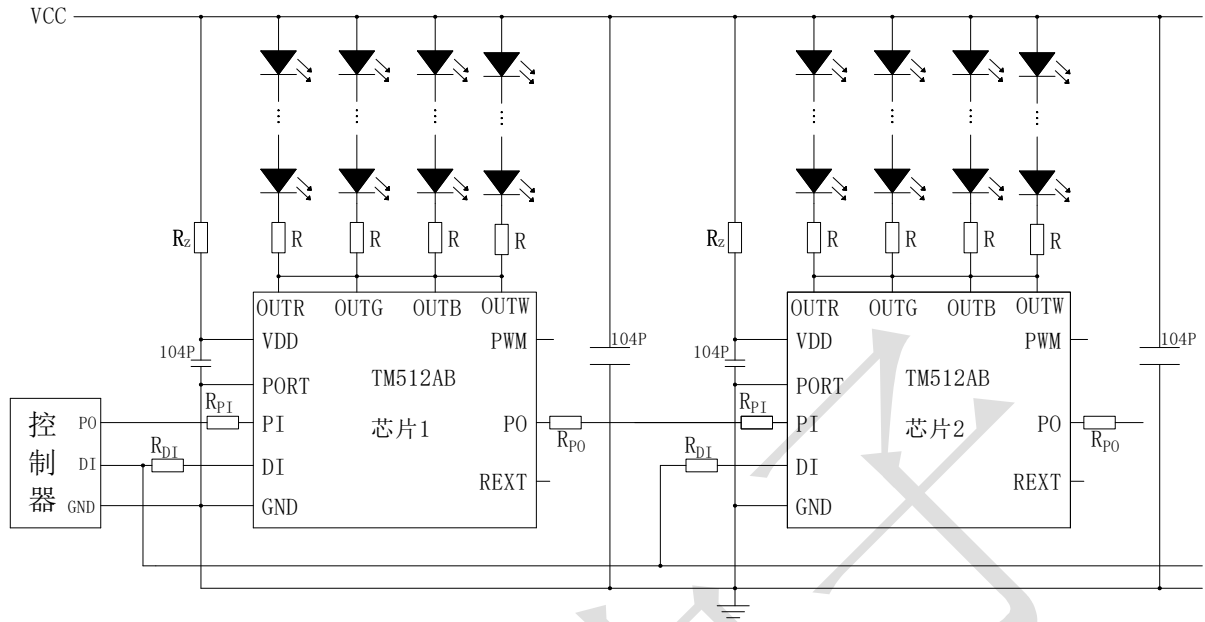 VCC
Rz R R R R Rz R R R R
OUTR OUTG OUTB OUTW OUTR OUTG OUTB OUTW
VDD PWM VDD PWM
104P 104P 104P 104P
PORT TM512AB PORT TM512AB
控制器 PO RPI PI 芯片1 PO RPO RPI PI 芯片2 PO RPO
DI RDI DI RDI DI
REXT REXT
GND GND GND